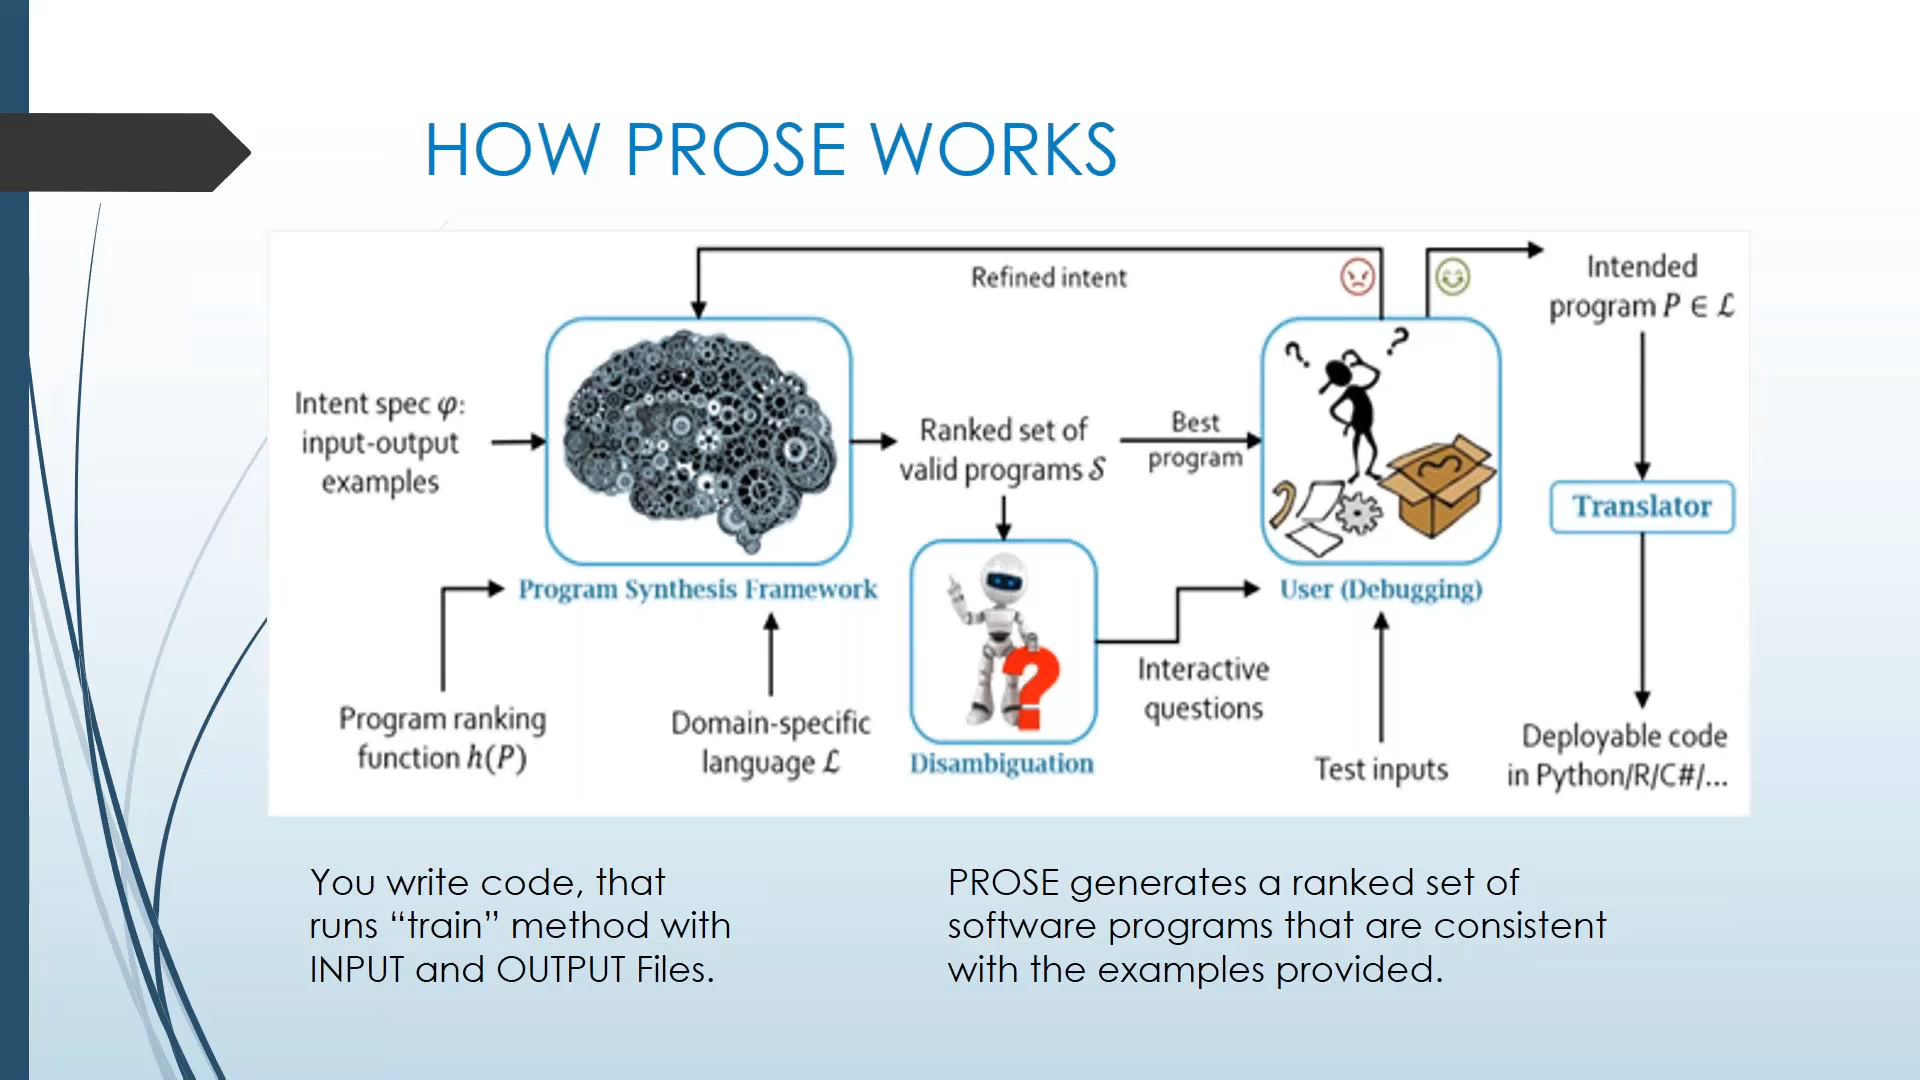 HOW PROSE WORKS
Refined intent
Intended
program P ∈ ℒ
Intent spec φ:
input-output
examples
Ranked set of
valid programs 𝒮
Best
program
Translator
Program Synthesis Framework
User (Debugging)
Interactive
questions
Program ranking
function h(P)
Domain-specific
language ℒ
Disambiguation
Test inputs
Deployable code
in Python/R/C#/...
You write code, that
runs “train” method with
INPUT and OUTPUT Files.
PROSE generates a ranked set of
software programs that are consistent
with the examples provided.